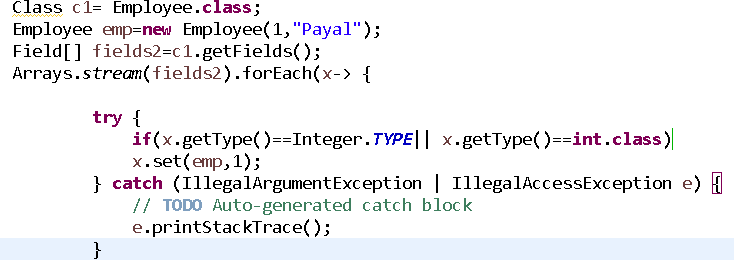 Class c1= Employee.class;
Employee emp=new Employee(1,"Payal");
Field[] fields2=c1.getFields();
Arrays.stream(fields2).forEach(x-> {
try {
if(x.getType()==Integer.TYPE|| x.getType()==int.class)
x.set(emp,1);
} catch (IllegalArgumentException | IllegalAccessException e) {
// TODO Auto-generated catch block
e.printStackTrace();
}